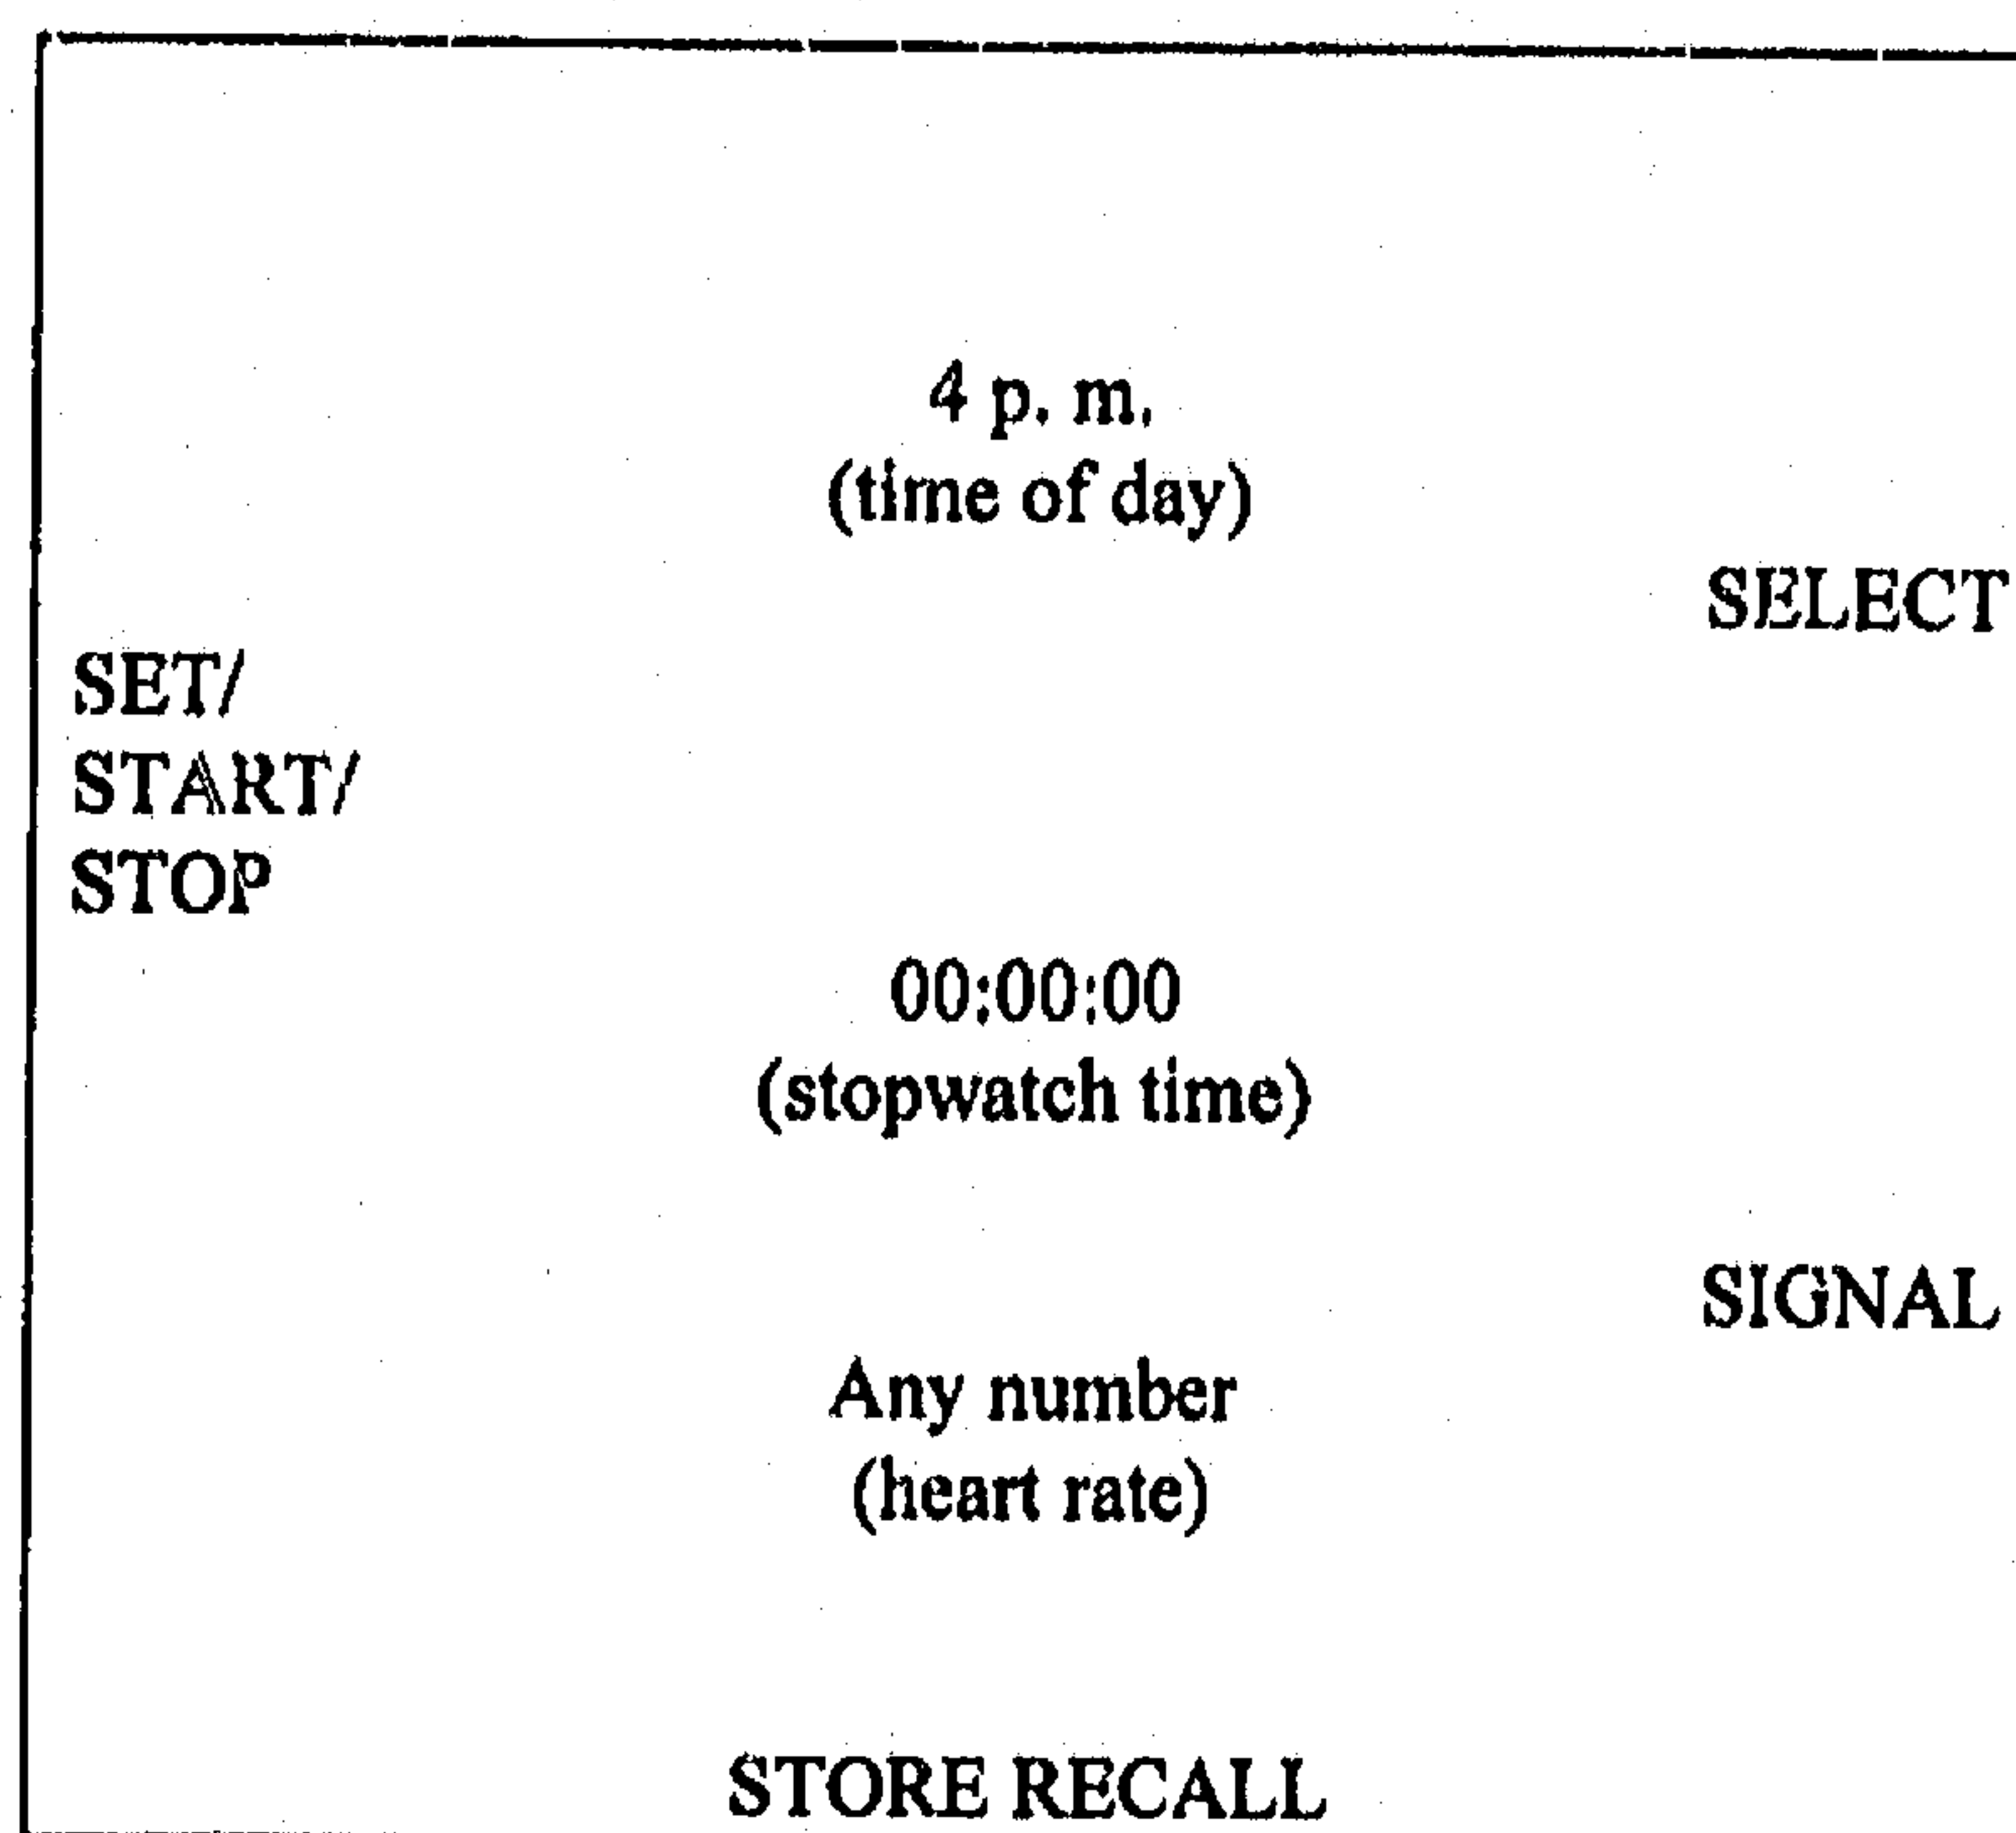 4 p. m.
(time of day)
SELECT
SET/
START/
STOP
00:00:00
(stopwatch time)
SIGNAL
Any number
(heart rate)
STORE RECALL